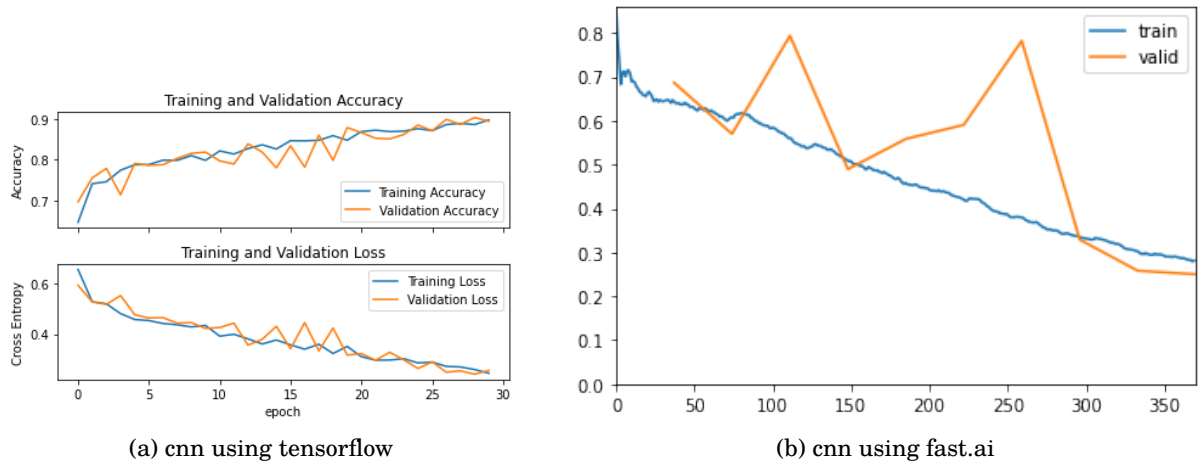 Training and Validation Accuracy
0.9
0.8
0.7
Accuracy
Training Accuracy
Validation Accuracy
Training and Validation Loss
0.6
0.4
Cross Entropy
Training Loss
Validation Loss
0 5 10 15 20 25 30
epoch
(a) cnn using tensorflow
0.8
0.7
0.6
0.5
0.4
0.3
0.2
0.1
0.0
train
valid
0 50 100 150 200 250 300 350
(b) cnn using fast.ai